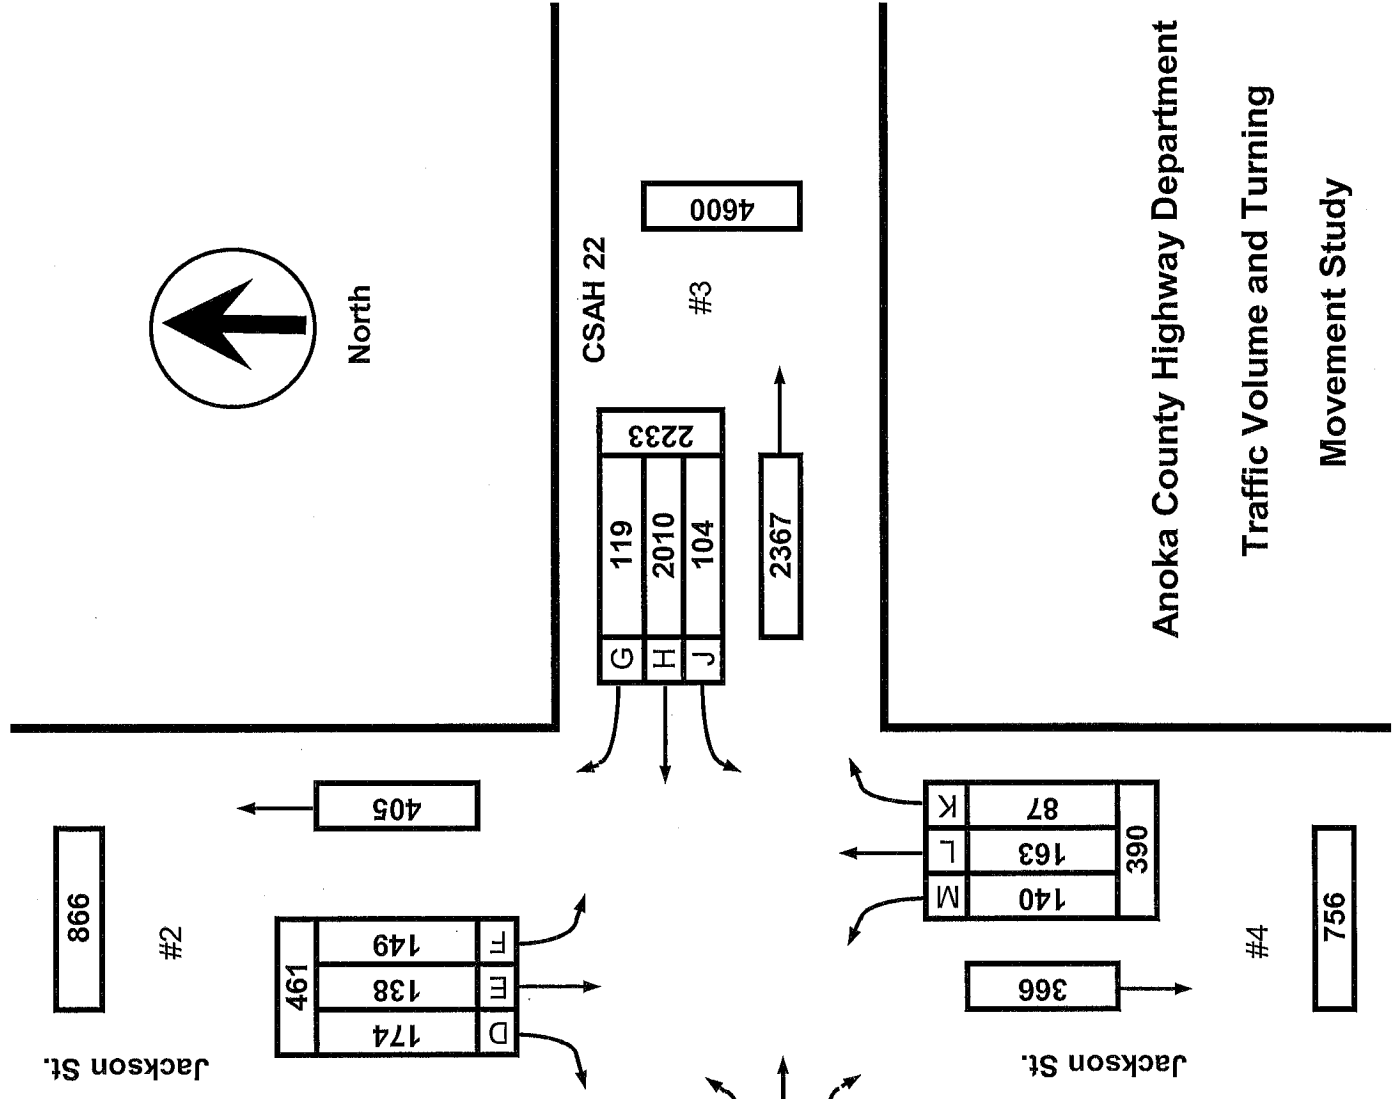 Anoka County Highway Department
Traffic Volume and Turning
Movement Study
North
CSAH 22
#3
4600
2233
G 119
H 2010
J 104
2367
Jackson St.
#2
866
405
461
174 138 149
D E F
K 87
L 163
M 140
390
366
#4
756
Jackson St.